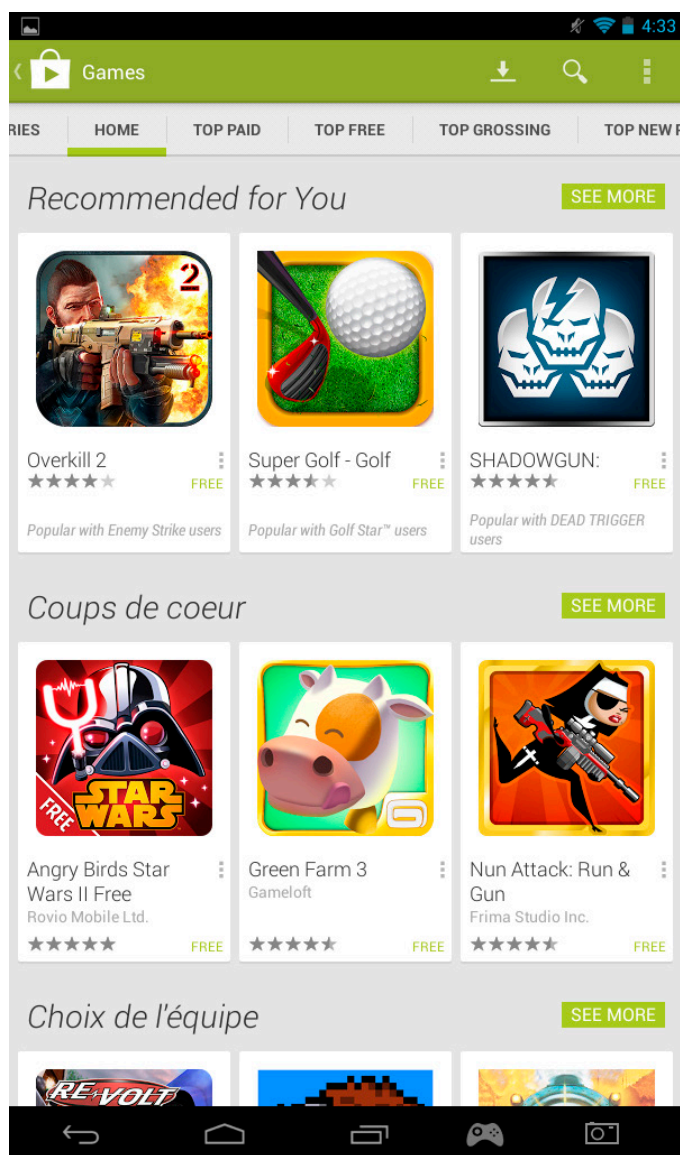 4:33
Games
RIES HOME TOP PAID TOP FREE TOP GROSSING TOP NEW
Recommended for You SEE MORE
2
Overkill 2
FREE
Popular with Enemy Strike users
Super Golf - Golf
FREE
Popular with Golf Star™ users
SHADOWGUN:
FREE
Popular with DEAD TRIGGER
users
Coups de coeur SEE MORE
FREE
STAR
WARS
Angry Birds Star
Wars II Free
Rovio Mobile Ltd.
FREE
Green Farm 3
Gameloft
FREE
Nun Attack: Run &
Gun
Frima Studio Inc.
FREE
Choix de l'équipe SEE MORE
RE-VOLT